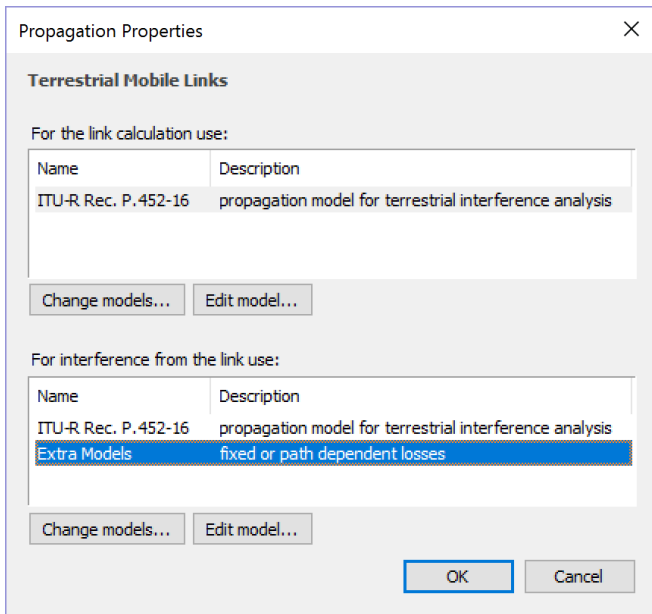 Propagation Properties
Terrestrial Mobile Links
For the link calculation use:
Name Description
ITU-R Rec. P.452-16 propagation model for terrestrial interference analysis
Change models... Edit model...
For interference from the link use:
Name Description
ITU-R Rec. P.452-16 propagation model for terrestrial interference analysis
Extra Models fixed or path dependent losses
Change models... Edit model...
OK Cancel